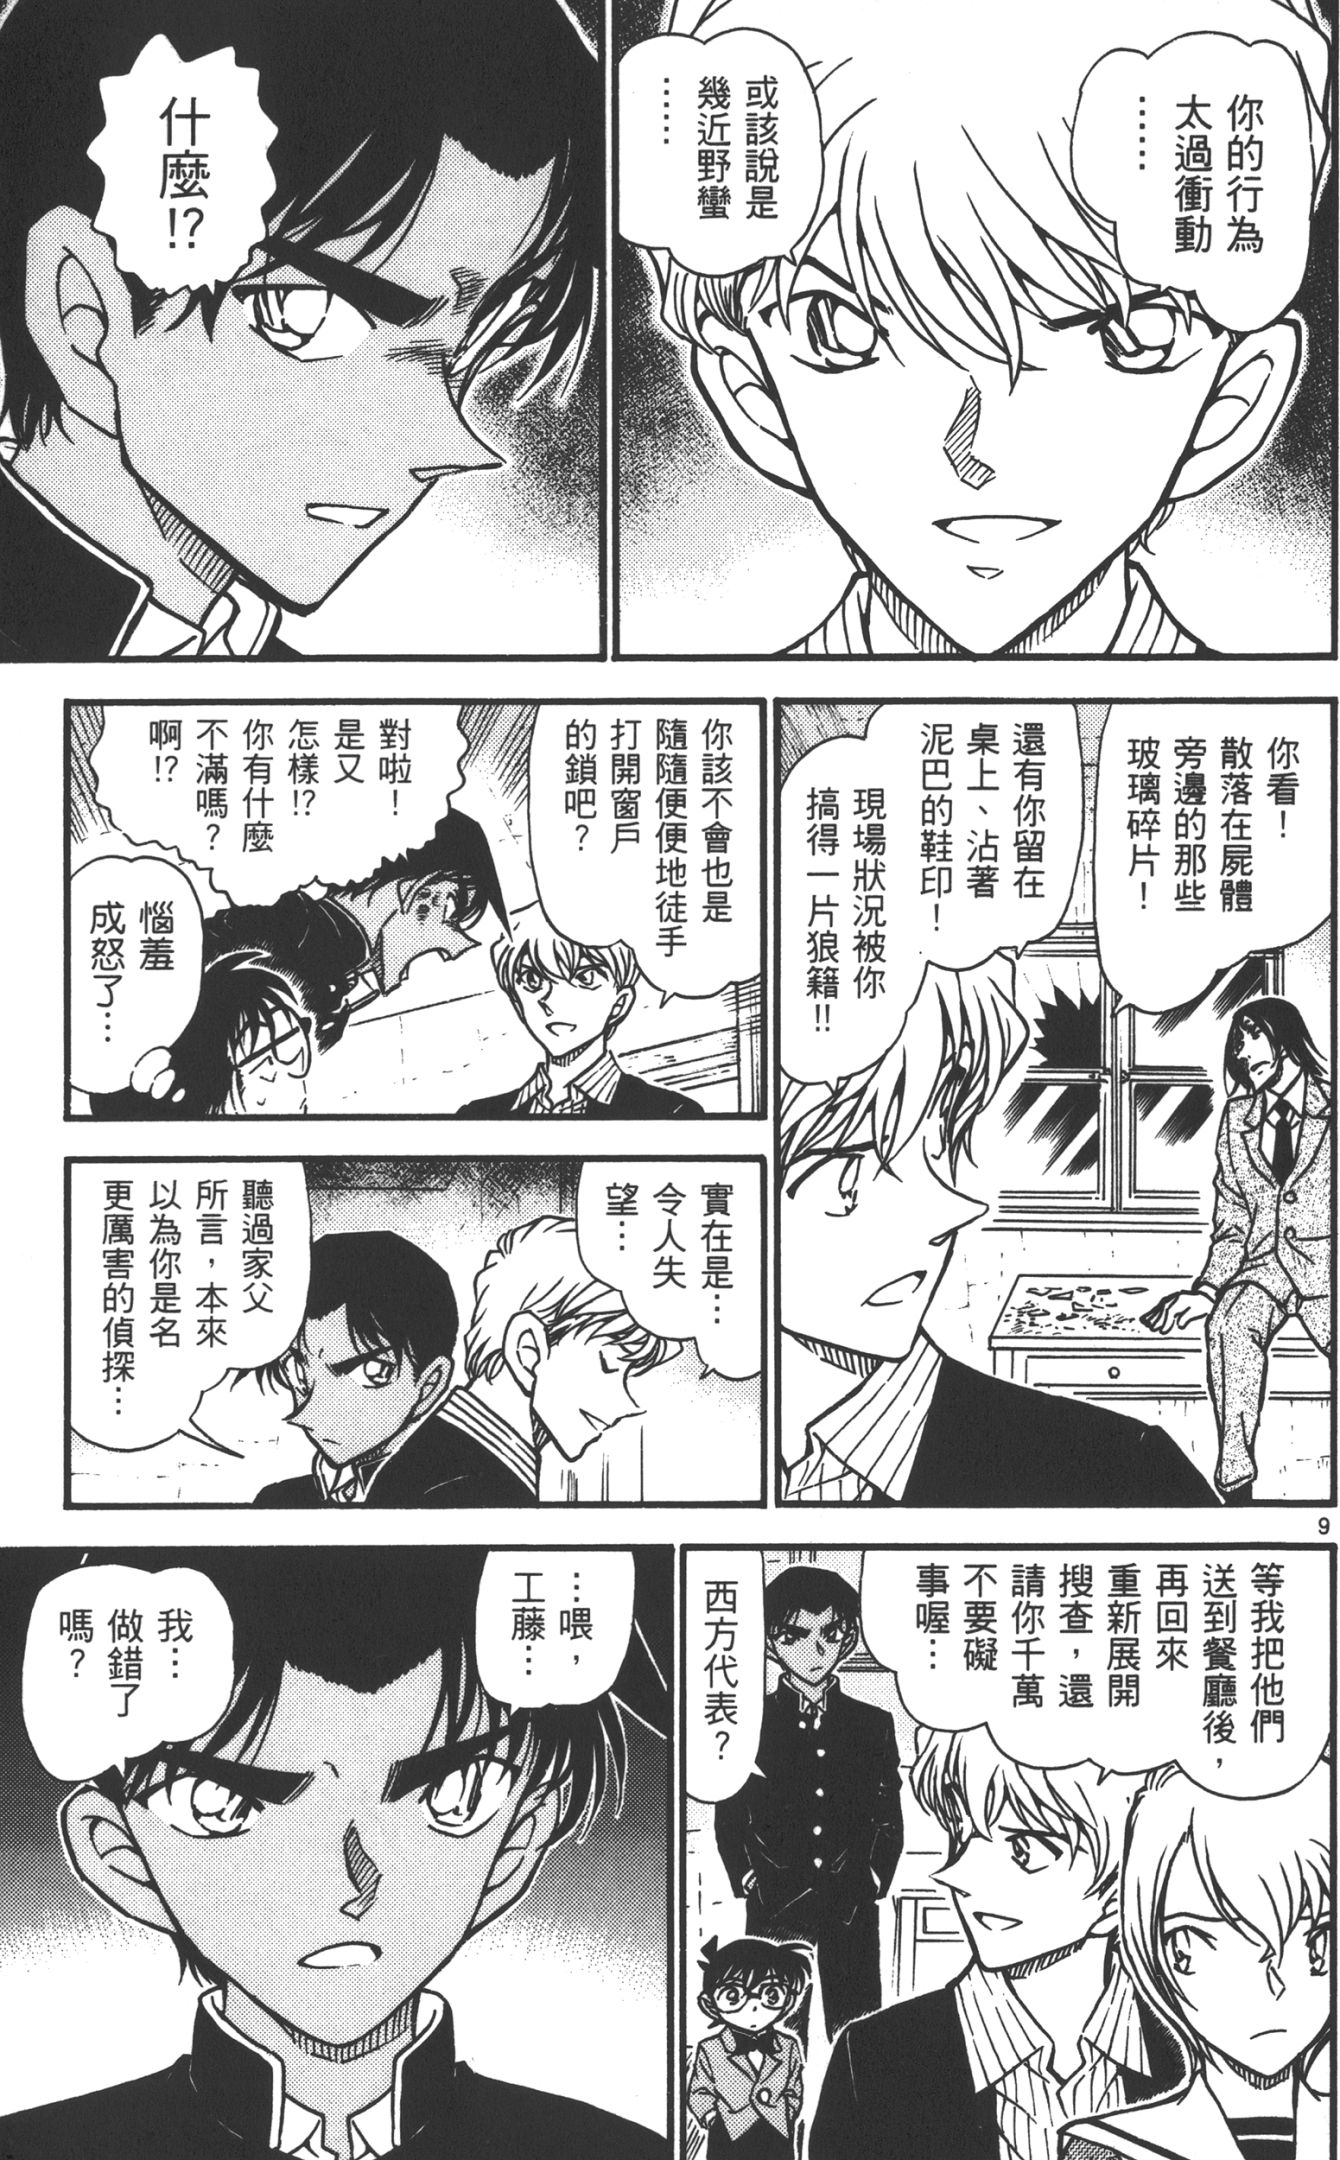 你的行為
太過衝動
……
或該說是
幾近野蠻
……
什麼!?
你看！
散落在屍體
旁邊的那些
玻璃碎片！
還有你留在
桌上、沾著
泥巴的鞋印！
現場狀況被你
搞得一片狼籍!!
你該不會也是
隨隨便便地徒手
打開窗戶
的鎖吧？
對啦！
是又
怎樣!?
你有什麼
不滿嗎？
啊!?
惱羞
成怒了…
實在是…
令人失
望…
聽過家父
所言，本來
以為你是名
更厲害的偵探…
9
等我把他們
送到餐廳後，
再回來
重新展開
搜查，還
請你千萬
不要礙
事喔…
西方代表？
…喂，
工藤…
我…
做錯了
嗎？